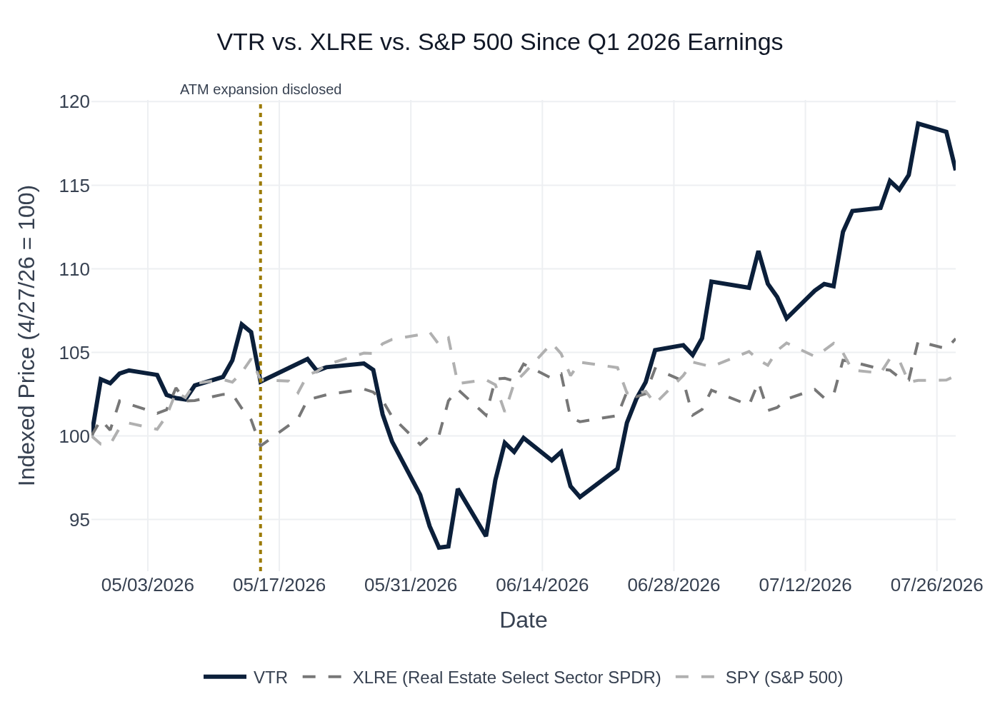 VTR vs. XLRE vs. S&P 500 Since Q1 2026 Earnings
ATM expansion disclosed
Indexed Price (4/27/26 = 100)
120
115
110
105
100
95
05/03/2026 05/17/2026 05/31/2026 06/14/2026 06/28/2026 07/12/2026 07/26/2026
Date
VTR XLRE (Real Estate Select Sector SPDR) SPY (S&P 500)